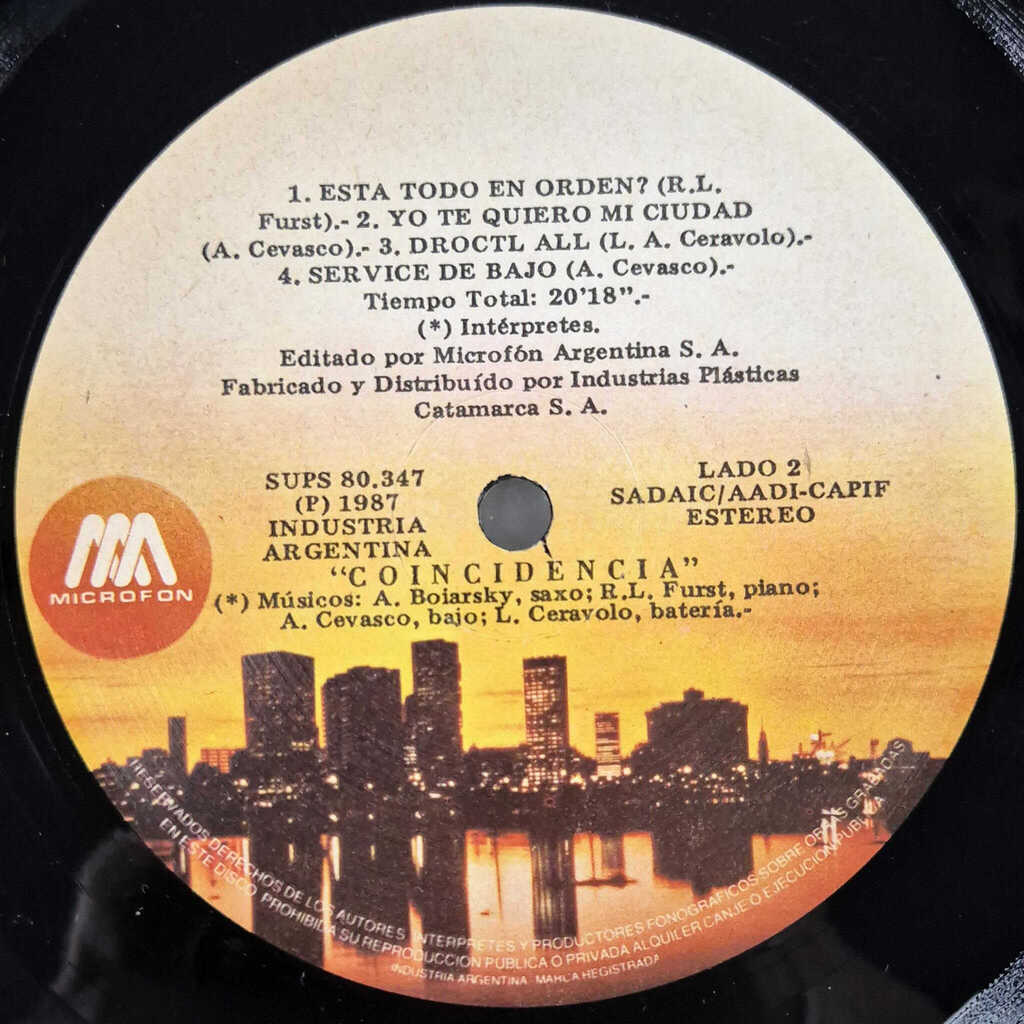 1. ESTA TODO EN ORDEN? (R.L.
Furst).- 2. YO TE QUIERO MI CIUDAD
(A. Cevasco).- 3. DROCTL ALL (L. A. Ceravolo).-
4. SERVICE DE BAJO (A. Cevasco).-
Tiempo Total: 20'18".-
(*) Intérpretes.
Editado por Microfón Argentina S. A.
Fabricado y Distribuído por Industrias Plásticas
Catamarca S. A.
SUPS 80.347
(P) 1987
INDUSTRIA
ARGENTINA
LADO 2
SADAIC/AADI-CAPIF
ESTEREO
MICROFON
"COINCIDENCIA"
(*) Músicos: A. Boiarsky, saxo; R.L. Furst, piano;
A. Cevasco, bajo; L. Ceravolo, batería.-
RESERVADOS DERECHOS DE LOS AUTORES INTERPRETES Y PRODUCTORES FONOGRAFICOS SOBRE OBRAS GRABADAS
EN ESTE DISCO PROHIBIDA SU REPRODUCCION PUBLICA O PRIVADA ALQUILER CANJE O EJECUCION PUBLICA
INDUSTRIA ARGENTINA MARCA REGISTRADA